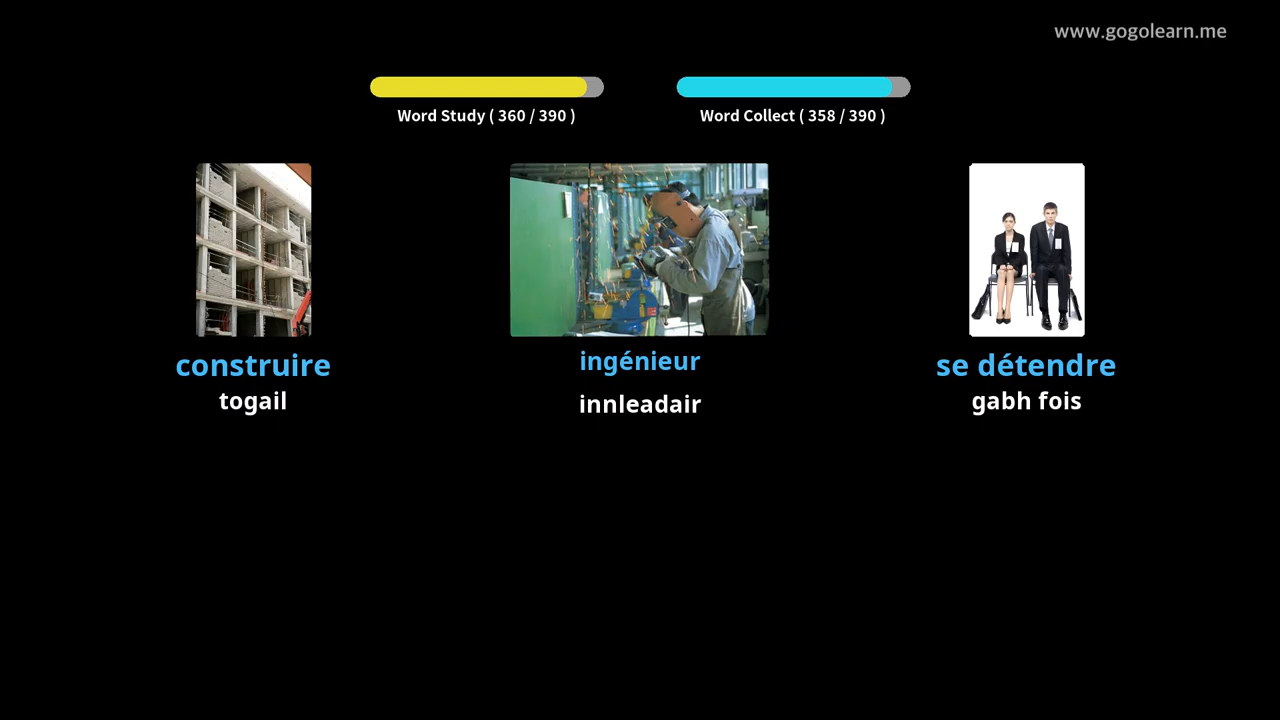 www.gogolearn.me
Word Study ( 360 / 390 )
Word Collect ( 358 / 390 )
construire
togail
ingénieur
innleadair
se détendre
gabh fois